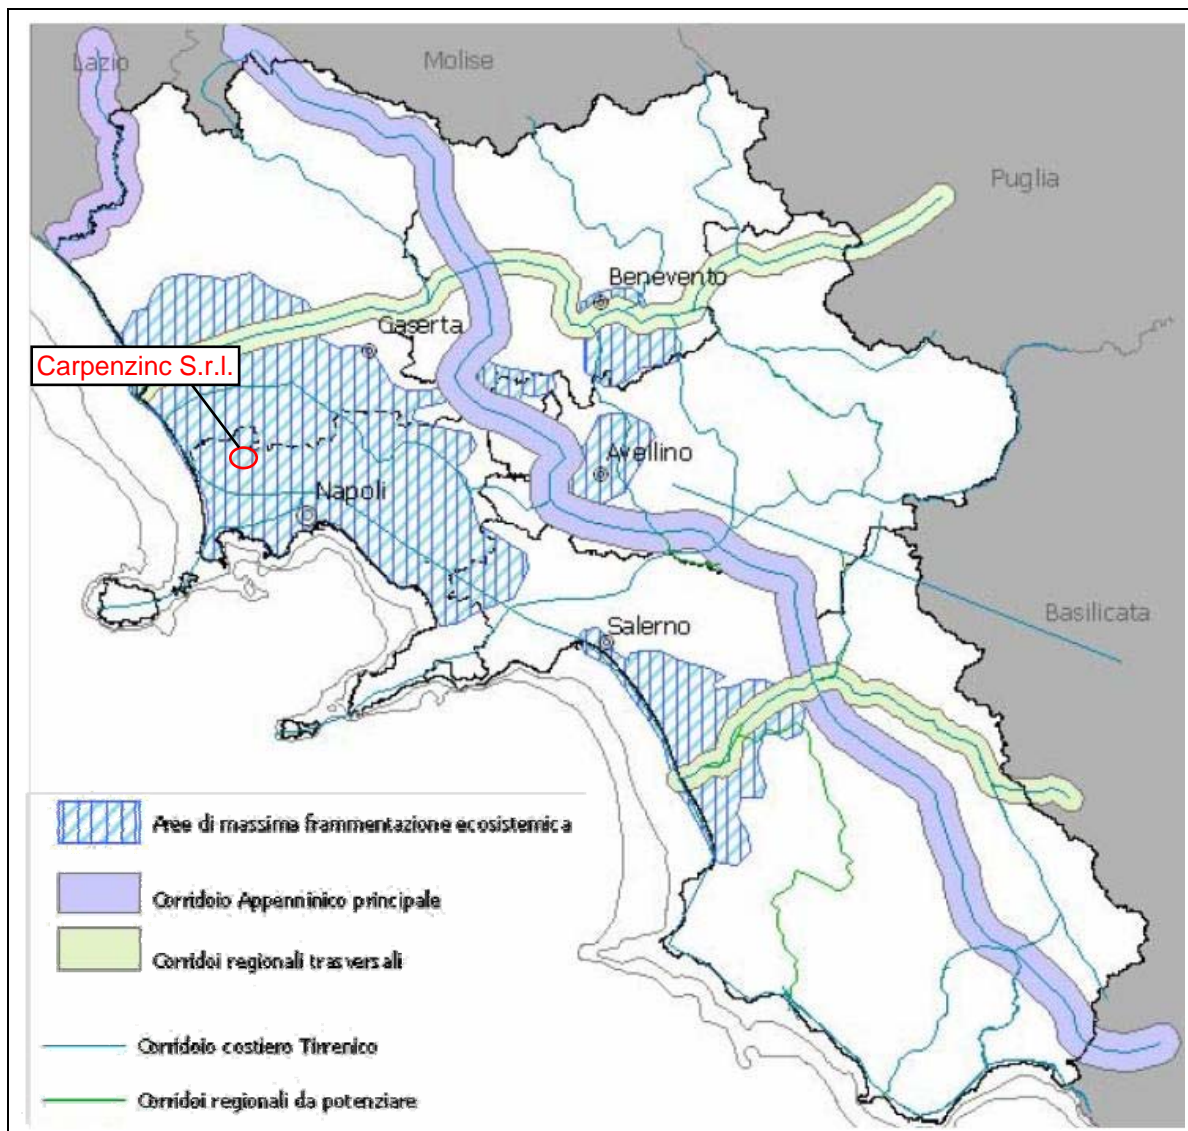 Lazio
Molise
Puglia
Benevento
Caserta
Carpenzinc S.r.l.
Avellino
Napoli
Basilicata
Salerno
Aree di massima frammentazione ecosistemica
Corridoio Appenninico principale
Corridoi regionali trasversali
Corridoio costiero Tirrenico
Corridoi regionali da potenziare